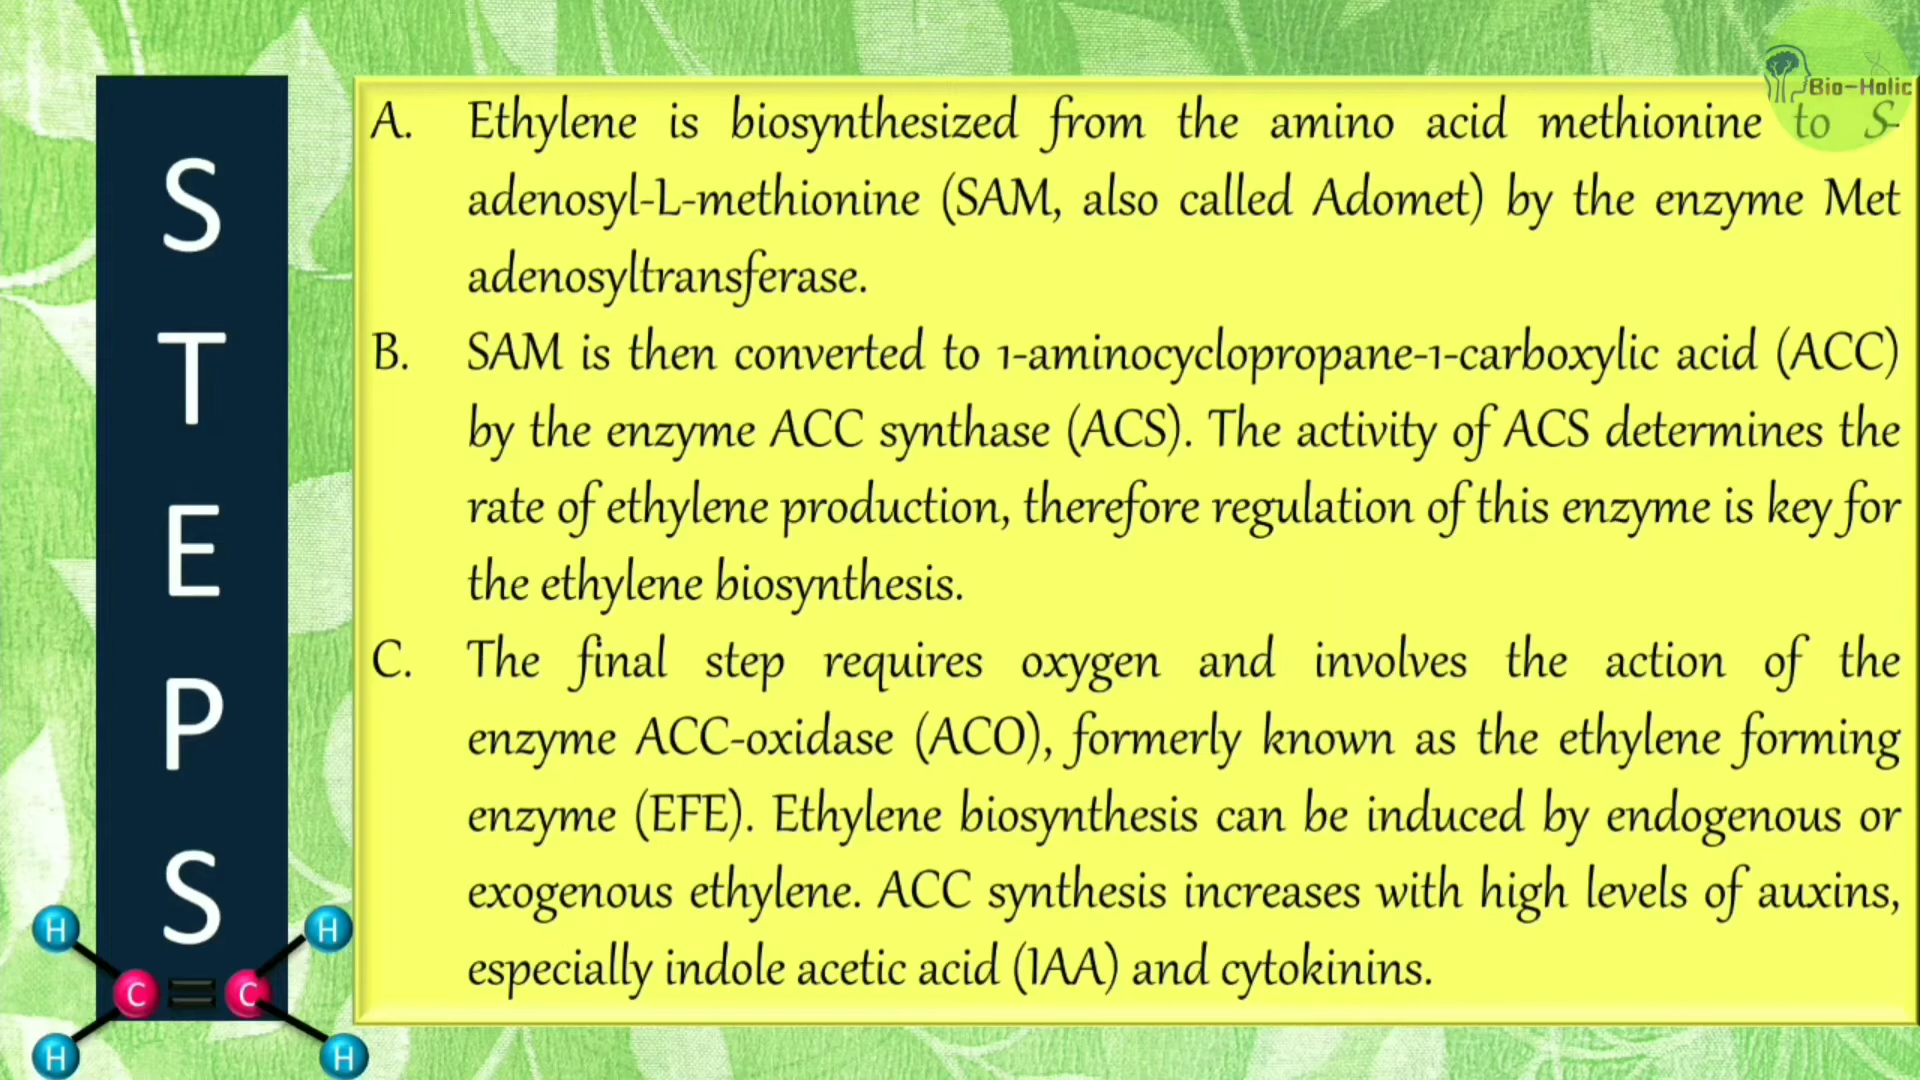 Bio-Holic
STEPS
A. Ethylene is biosynthesized from the amino acid methionine to S-
adenosyl-L-methionine (SAM, also called Adomet) by the enzyme Met
adenosyltransferase.
B. SAM is then converted to 1-aminocyclopropane-1-carboxylic acid (ACC)
by the enzyme ACC synthase (ACS). The activity of ACS determines the
rate of ethylene production, therefore regulation of this enzyme is key for
the ethylene biosynthesis.
C. The final step requires oxygen and involves the action of the
enzyme ACC-oxidase (ACO), formerly known as the ethylene forming
enzyme (EFE). Ethylene biosynthesis can be induced by endogenous or
exogenous ethylene. ACC synthesis increases with high levels of auxins,
especially indole acetic acid (IAA) and cytokinins.
H H
C C
H H